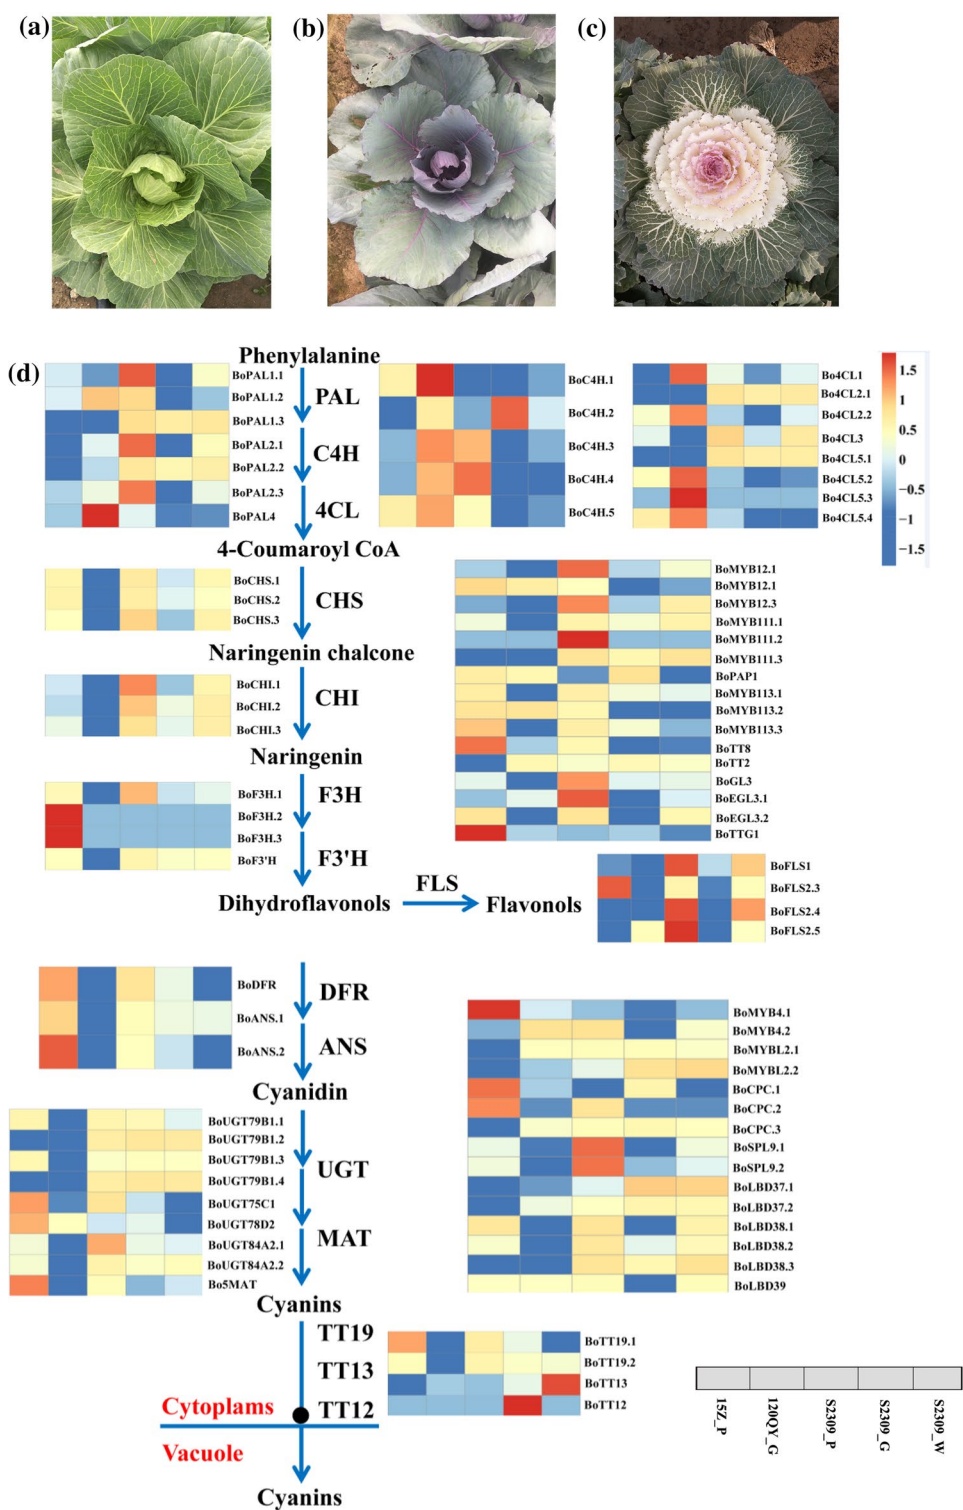 (a)
(b)
(c)
(d)
Phenylalanine
PAL
C4H
4CL
4-Coumaroyl CoA
CHS
Naringenin chalcone
CHI
Naringenin
F3H
F3'H
Dihydroflavonols
FLS
Flavonols
DFR
ANS
Cyanidin
UGT
MAT
Cyanins
TT19
TT13
TT12
Cytoplams
Vacuole
Cyanins
BoPAL1.1
BoPAL1.2
BoPAL1.3
BoPAL2.1
BoPAL2.2
BoPAL2.3
BoPAL4
BoC4H.1
BoC4H.2
BoC4H.3
BoC4H.4
BoC4H.5
Bo4CL1
Bo4CL2.1
Bo4CL2.2
Bo4CL3
Bo4CL5.1
Bo4CL5.2
Bo4CL5.3
Bo4CL5.4
1.5
1
0.5
0
−0.5
−1
−1.5
BoCHS.1
BoCHS.2
BoCHS.3
BoCHI.1
BoCHI.2
BoCHI.3
BoF3H.1
BoF3H.2
BoF3H.3
BoF3'H
BoMYB12.1
BoMYB12.1
BoMYB12.3
BoMYB111.1
BoMYB111.2
BoMYB111.3
BoPAP1
BoMYB113.1
BoMYB113.2
BoMYB113.3
BoTT8
BoTT2
BoGL3
BoEGL3.1
BoEGL3.2
BoTTG1
BoFLS1
BoFLS2.3
BoFLS2.4
BoFLS2.5
BoDFR
BoANS.1
BoANS.2
BoUGT79B1.1
BoUGT79B1.2
BoUGT79B1.3
BoUGT79B1.4
BoUGT75C1
BoUGT78D2
BoUGT84A2.1
BoUGT84A2.2
Bo5MAT
BoMYB4.1
BoMYB4.2
BoMYBL2.1
BoMYBL2.2
BoCPC.1
BoCPC.2
BoCPC.3
BoSPL9.1
BoSPL9.2
BoLBD37.1
BoLBD37.2
BoLBD38.1
BoLBD38.2
BoLBD38.3
BoLBD39
BoTT19.1
BoTT19.2
BoTT13
BoTT12
15Z_P
120QY_G
S2309_P
S2309_G
S2309_W